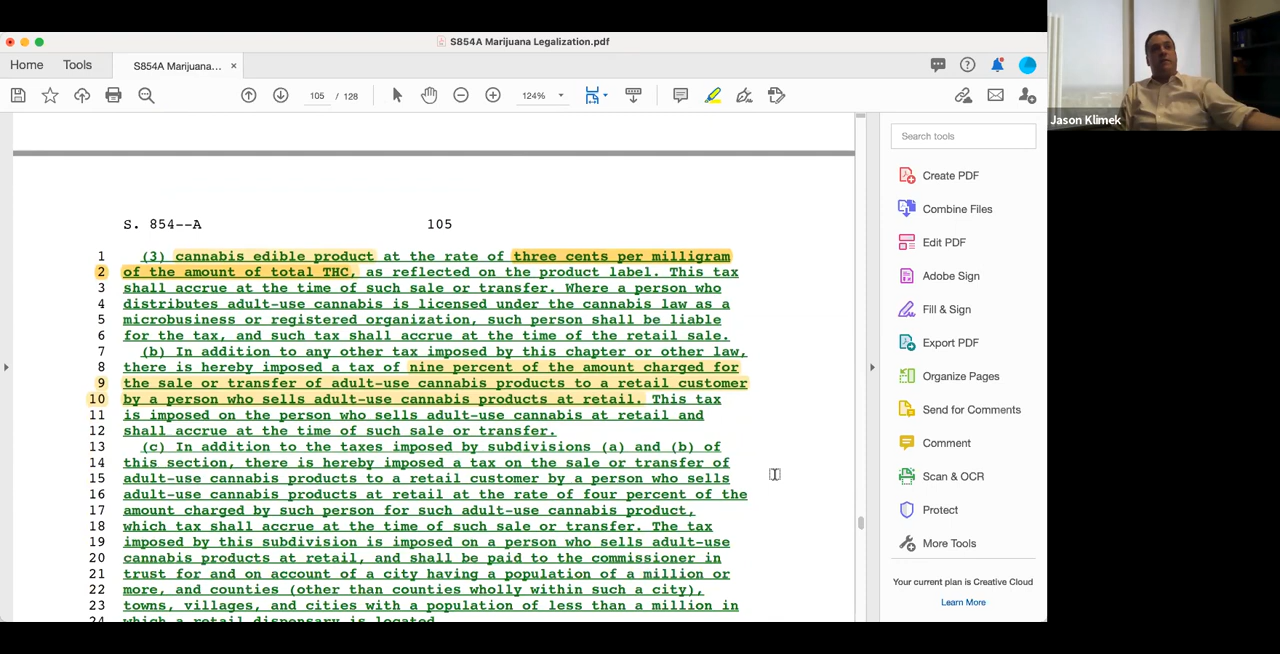 S854A Marijuana Legalization.pdf
Home
Tools
S854A Marijuana...
×
105 / 128
124%
Jason Klimek
Search tools
Create PDF
Combine Files
Edit PDF
Adobe Sign
Fill & Sign
Export PDF
Organize Pages
Send for Comments
Comment
Scan & OCR
Protect
More Tools
Your current plan is Creative Cloud
Learn More
S. 854--A 105
1 (3) cannabis edible product at the rate of three cents per milligram
2 of the amount of total THC, as reflected on the product label. This tax
3 shall accrue at the time of such sale or transfer. Where a person who
4 distributes adult-use cannabis is licensed under the cannabis law as a
5 microbusiness or registered organization, such person shall be liable
6 for the tax, and such tax shall accrue at the time of the retail sale.
7 (b) In addition to any other tax imposed by this chapter or other law,
8 there is hereby imposed a tax of nine percent of the amount charged for
9 the sale or transfer of adult-use cannabis products to a retail customer
10 by a person who sells adult-use cannabis products at retail. This tax
11 is imposed on the person who sells adult-use cannabis at retail and
12 shall accrue at the time of such sale or transfer.
13 (c) In addition to the taxes imposed by subdivisions (a) and (b) of
14 this section, there is hereby imposed a tax on the sale or transfer of
15 adult-use cannabis products to a retail customer by a person who sells
16 adult-use cannabis products at retail at the rate of four percent of the
17 amount charged by such person for such adult-use cannabis product,
18 which tax shall accrue at the time of such sale or transfer. The tax
19 imposed by this subdivision is imposed on a person who sells adult-use
20 cannabis products at retail, and shall be paid to the commissioner in
21 trust for and on account of a city having a population of a million or
22 more, and counties (other than counties wholly within such a city),
23 towns, villages, and cities with a population of less than a million in
24 which a retail dispensary is located.